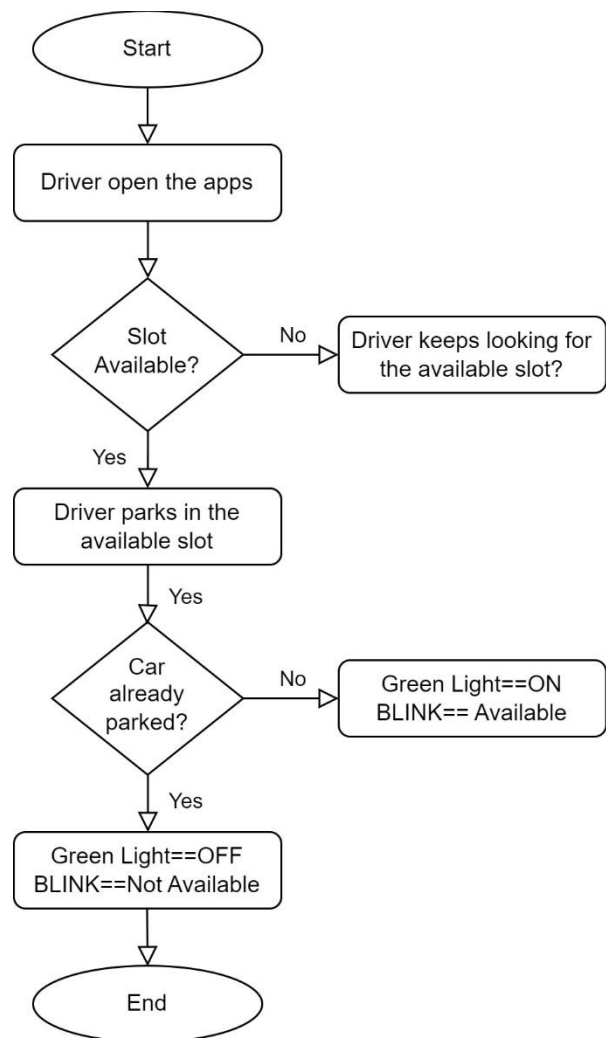 Start
Driver open the apps
Slot
Available?
No
Driver keeps looking for
the available slot?
Yes
Driver parks in the
available slot
Yes
Car
already
parked?
No
Green Light==ON
BLINK== Available
Yes
Green Light==OFF
BLINK==Not Available
End